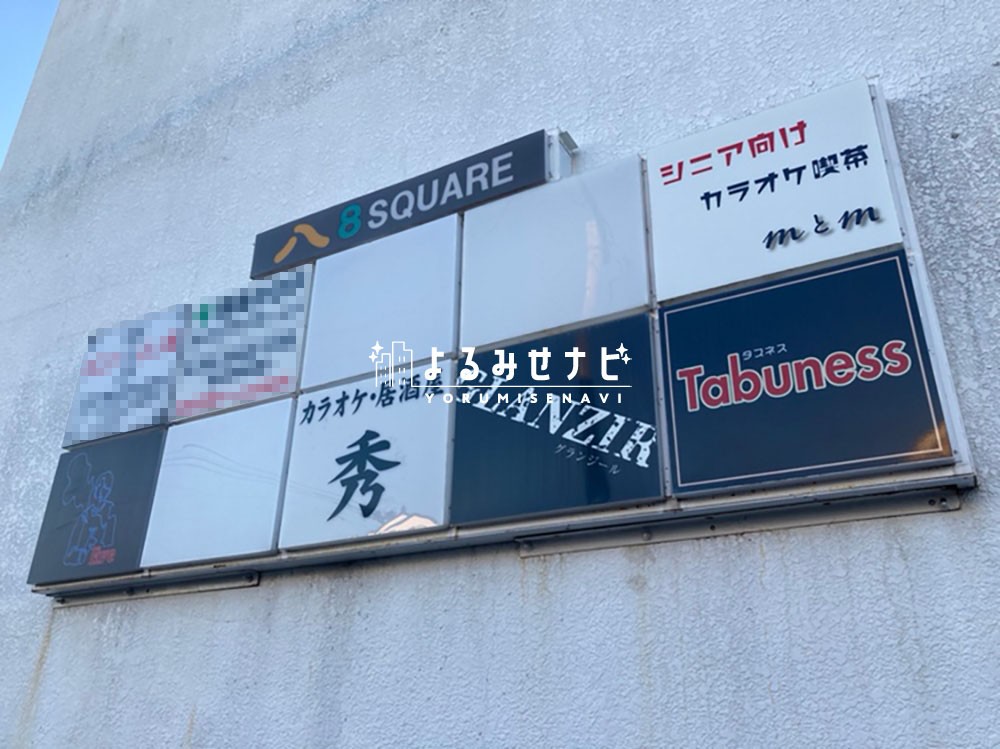 八 8 SQUARE
シニア向け
カラオケ喫茶
mとm
よるみせナビ
YORUMISENAVI
カラオケ・居酒屋
秀
GLANZIR
グランジール
タブネス
Tabuness